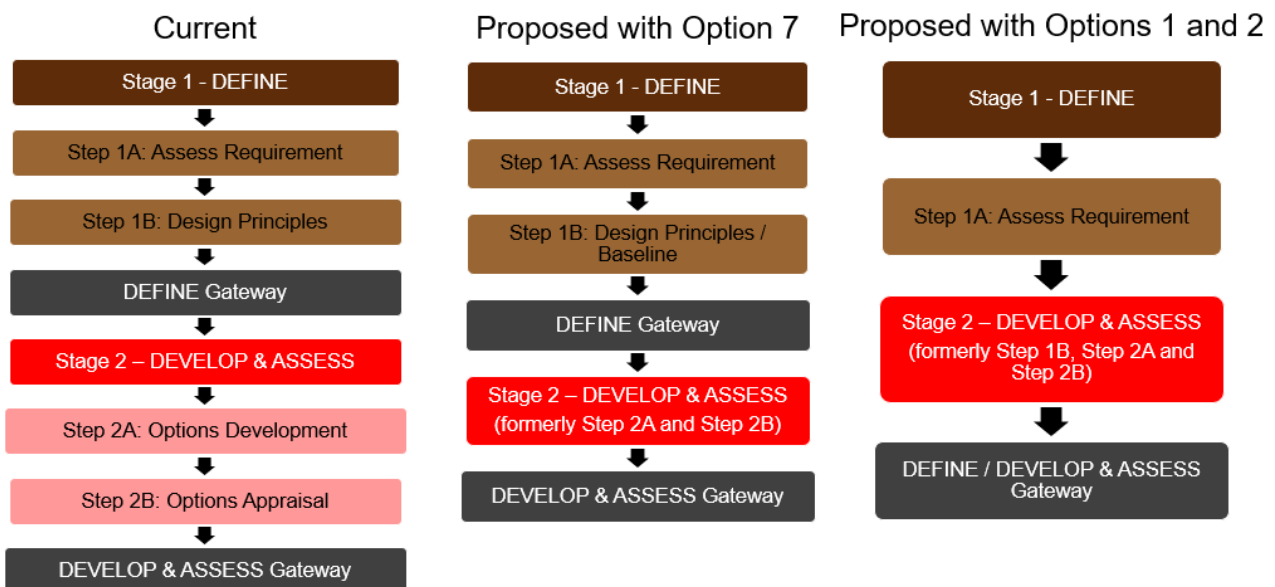 Current
Stage 1 - DEFINE
Step 1A: Assess Requirement
Step 1B: Design Principles
DEFINE Gateway
Stage 2 – DEVELOP & ASSESS
Step 2A: Options Development
Step 2B: Options Appraisal
DEVELOP & ASSESS Gateway
Proposed with Option 7
Stage 1 - DEFINE
Step 1A: Assess Requirement
Step 1B: Design Principles /
Baseline
DEFINE Gateway
Stage 2 – DEVELOP & ASSESS
(formerly Step 2A and Step 2B)
DEVELOP & ASSESS Gateway
Proposed with Options 1 and 2
Stage 1 - DEFINE
Step 1A: Assess Requirement
Stage 2 – DEVELOP & ASSESS
(formerly Step 1B, Step 2A and
Step 2B)
DEFINE / DEVELOP & ASSESS
Gateway